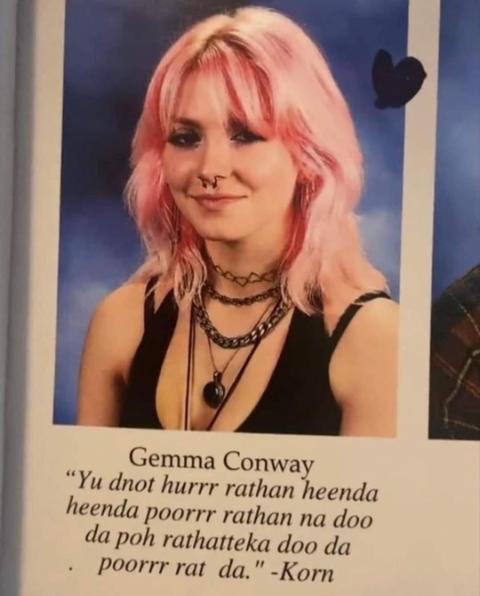 Gemma Conway
“Yu dnot hurrr rathan heenda
heenda poorrr rathan na doo
da poh rathatteka doo da
. poorrr rat da." -Korn